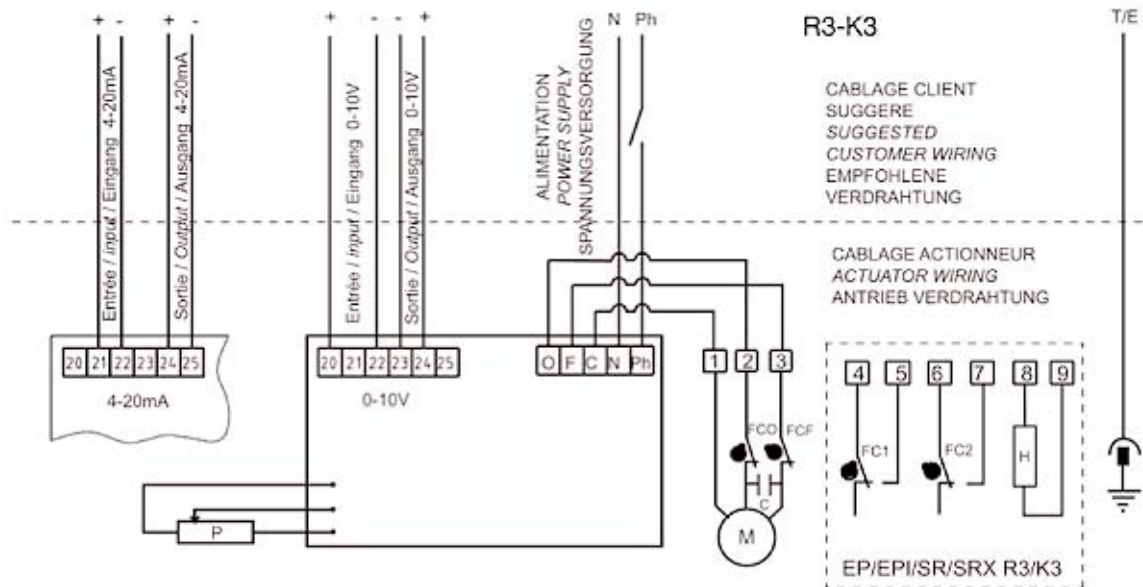 + - + -
+ - - +
N Ph
R3-K3
T/E
Entrée / input / Eingang 4-20mA
Sortie / Output / Ausgang 4-20mA
Entrée / input / Eingang 0-10V
Sortie / Output / Ausgang 0-10V
ALIMENTATION
POWER SUPPLY
SPANNUNGSVERSORGUNG
CABLAGE CLIENT
SUGGERE
SUGGESTED
CUSTOMER WIRING
EMPFOHLENE
VERDRAHTUNG
CABLAGE ACTIONNEUR
ACTUATOR WIRING
ANTRIEB VERDRAHTUNG
20 21 22 23 24 25
4-20mA
20 21 22 23 24 25
0-10V
O F C N Ph
1 2 3
4 5 6 7 8 9
FCO FCF
FC1
FC2
H
C
M
P
EP/EPI/SR/SRX R3/K3